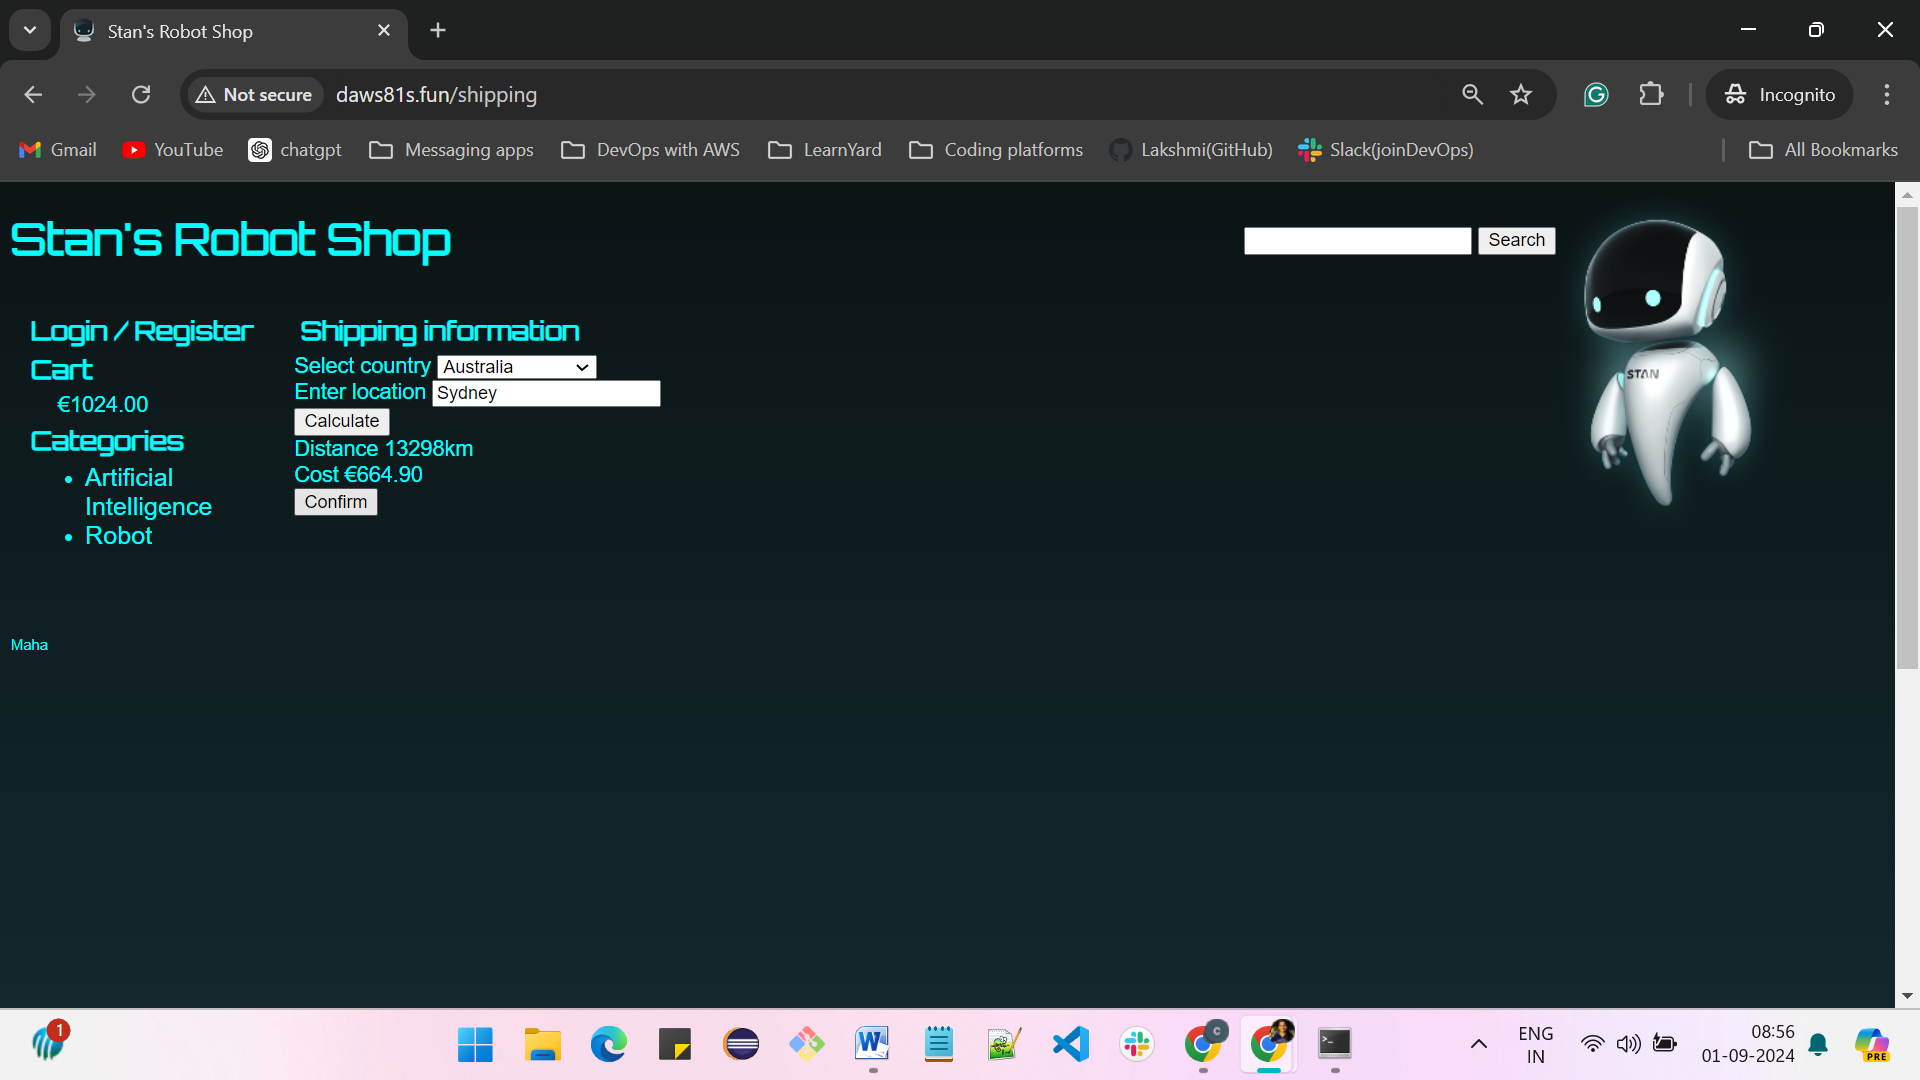 Stan's Robot Shop
Not secure
daws81s.fun/shipping
Incognito
Gmail
YouTube
chatgpt
Messaging apps
DevOps with AWS
LearnYard
Coding platforms
Lakshmi(GitHub)
Slack(joinDevOps)
All Bookmarks
Stan's Robot Shop
Search
STAN
Login / Register
Cart
€1024.00
Categories
Artificial
Intelligence
Robot
Shipping information
Select country Australia
Enter location Sydney
Calculate
Distance 13298km
Cost €664.90
Confirm
Maha
1
C
ENG
IN
08:56
01-09-2024
PRE